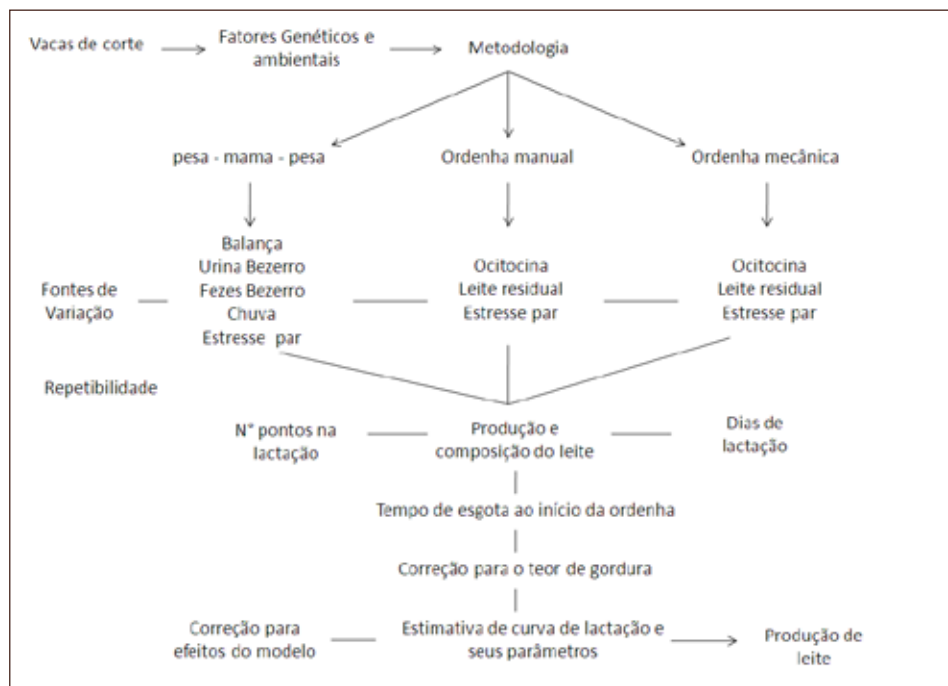 Vacas de corte
Fatores Genéticos e
ambientais
Metodologia
pesa - mama - pesa
Ordenha manual
Ordenha mecânica
Fontes de
Variação
Balança
Urina Bezerro
Fezes Bezerro
Chuva
Estresse par
Ocitocina
Leite residual
Estresse par
Ocitocina
Leite residual
Estresse par
Repetibilidade
N° pontos na
lactação
Produção e
composição do leite
Dias de
lactação
Tempo de esgota ao início da ordenha
Correção para o teor de gordura
Correção para
efeitos do modelo
Estimativa de curva de lactação e
seus parâmetros
Produção de
leite